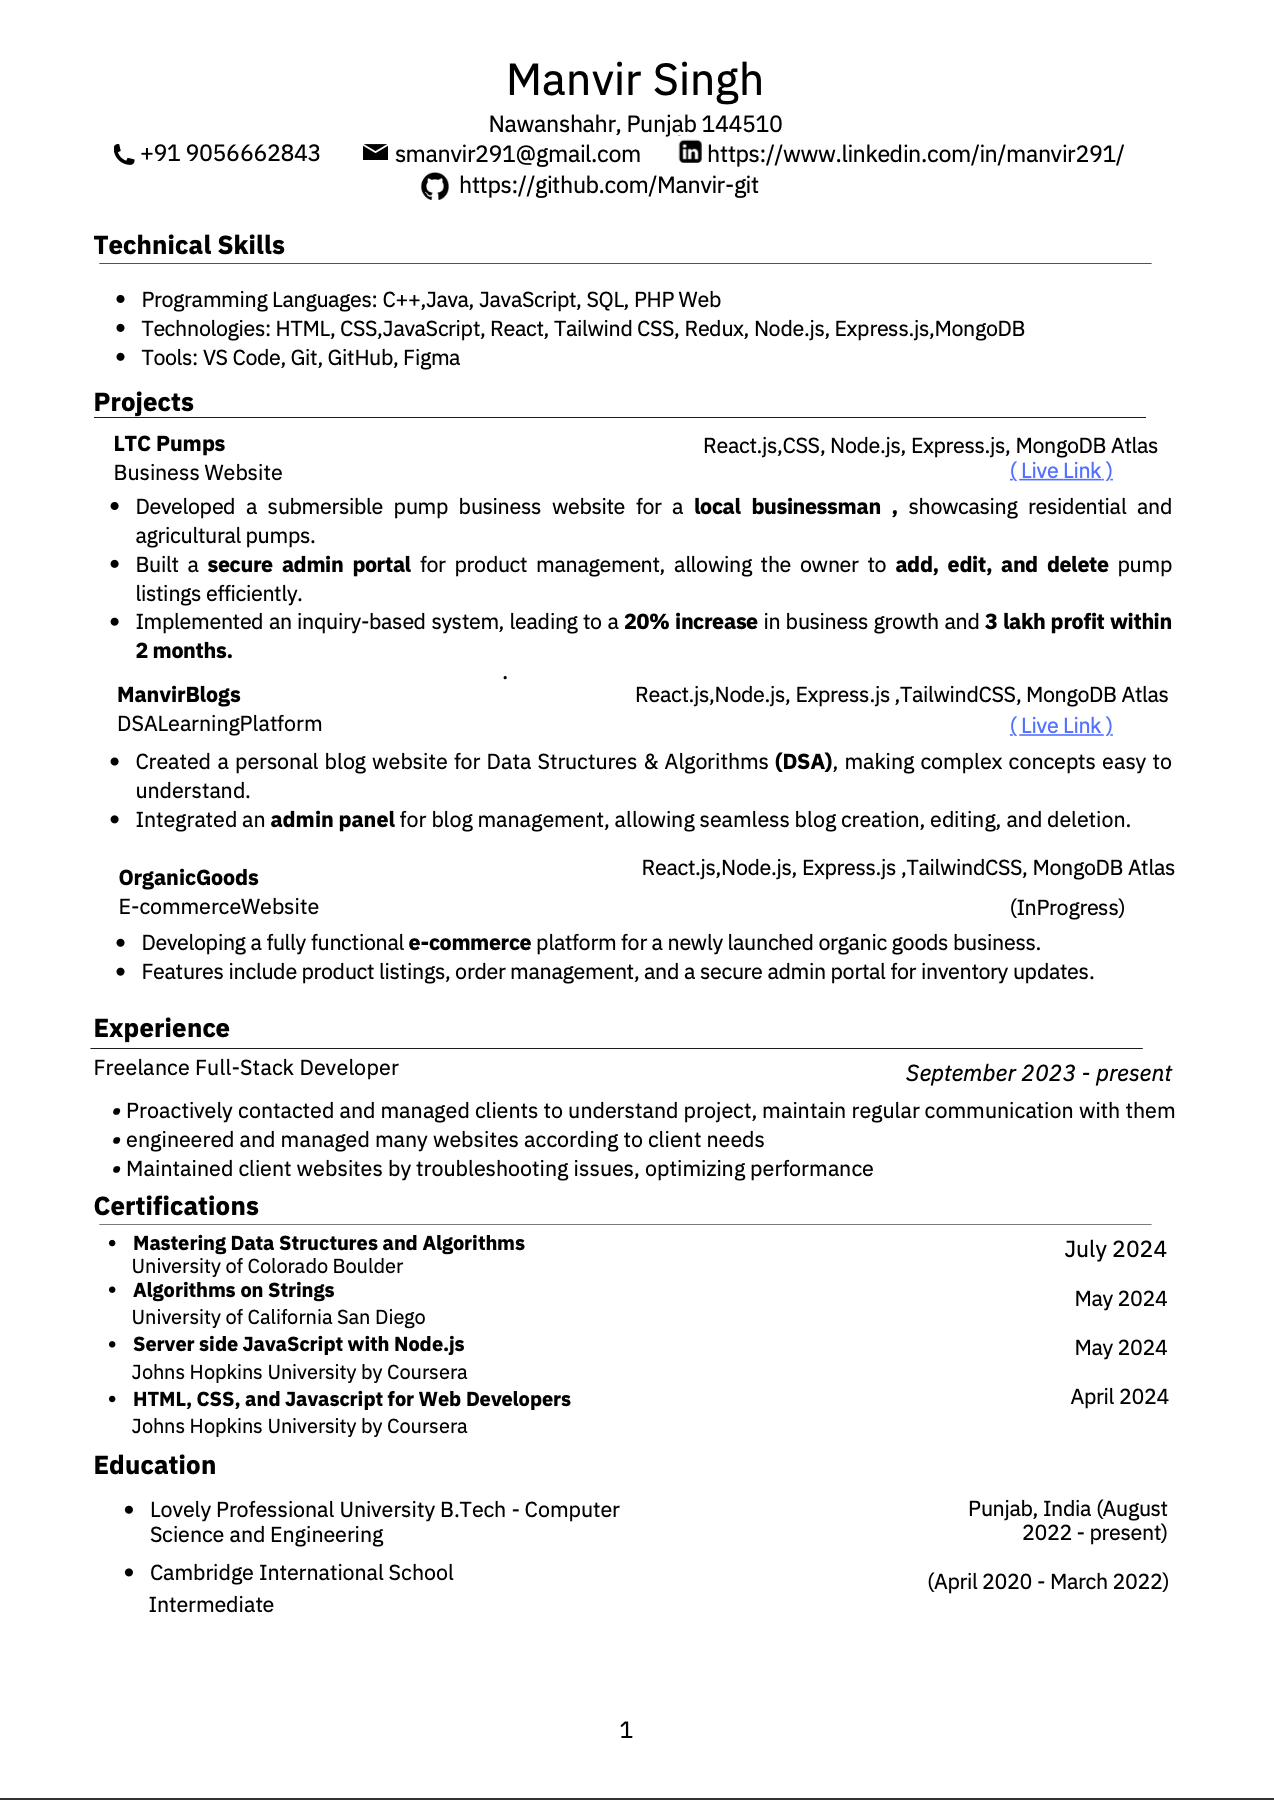 Manvir Singh
Nawanshahr, Punjab 144510
+91 9056662843 smanvir291@gmail.com https://www.linkedin.com/in/manvir291/
https://github.com/Manvir-git
Technical Skills
• Programming Languages: C++,Java, JavaScript, SQL, PHP Web
• Technologies: HTML, CSS,JavaScript, React, Tailwind CSS, Redux, Node.js, Express.js,MongoDB
• Tools: VS Code, Git, GitHub, Figma
Projects
LTC Pumps React.js,CSS, Node.js, Express.js, MongoDB Atlas
Business Website ( Live Link )
• Developed a submersible pump business website for a local businessman , showcasing residential and
agricultural pumps.
• Built a secure admin portal for product management, allowing the owner to add, edit, and delete pump
listings efficiently.
• Implemented an inquiry-based system, leading to a 20% increase in business growth and 3 lakh profit within
2 months.
.
ManvirBlogs React.js,Node.js, Express.js ,TailwindCSS, MongoDB Atlas
DSALearningPlatform ( Live Link )
• Created a personal blog website for Data Structures & Algorithms (DSA), making complex concepts easy to
understand.
• Integrated an admin panel for blog management, allowing seamless blog creation, editing, and deletion.
OrganicGoods React.js,Node.js, Express.js ,TailwindCSS, MongoDB Atlas
E-commerceWebsite (InProgress)
• Developing a fully functional e-commerce platform for a newly launched organic goods business.
• Features include product listings, order management, and a secure admin portal for inventory updates.
Experience
Freelance Full-Stack Developer September 2023 - present
• Proactively contacted and managed clients to understand project, maintain regular communication with them
• engineered and managed many websites according to client needs
• Maintained client websites by troubleshooting issues, optimizing performance
Certifications
• Mastering Data Structures and Algorithms July 2024
University of Colorado Boulder
• Algorithms on Strings May 2024
University of California San Diego
• Server side JavaScript with Node.js May 2024
Johns Hopkins University by Coursera
• HTML, CSS, and Javascript for Web Developers April 2024
Johns Hopkins University by Coursera
Education
• Lovely Professional University B.Tech - Computer Punjab, India (August
Science and Engineering 2022 - present)
• Cambridge International School (April 2020 - March 2022)
Intermediate
1